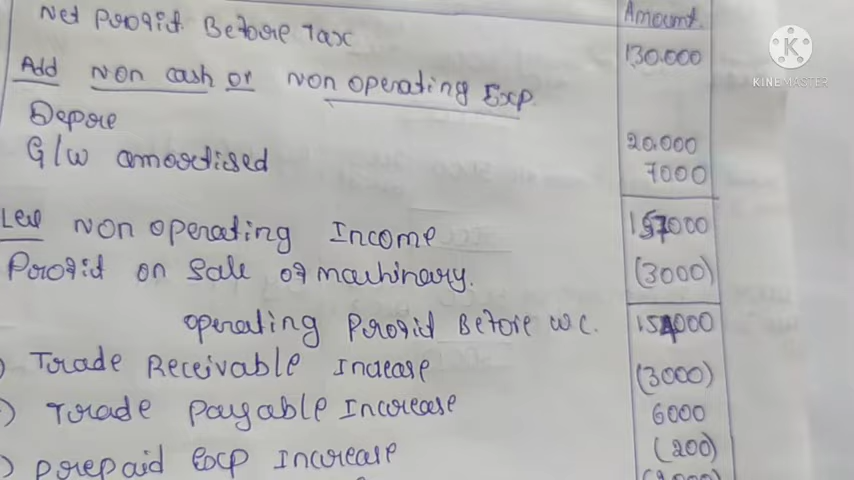 Amount.
Net Profit Before Tax 130.000
K
KINEMASTER
Add non cash or non operating Exp.
Depre 20.000
G/w amortised 7000
157000
Less Non operating Income
Profit on Sale of machinary. (3000)
operating Profit Before w.c. 154000
) Trade Receivable Increase (3000)
) Trade Payable Increase 6000
) prepaid exp Increase (200)